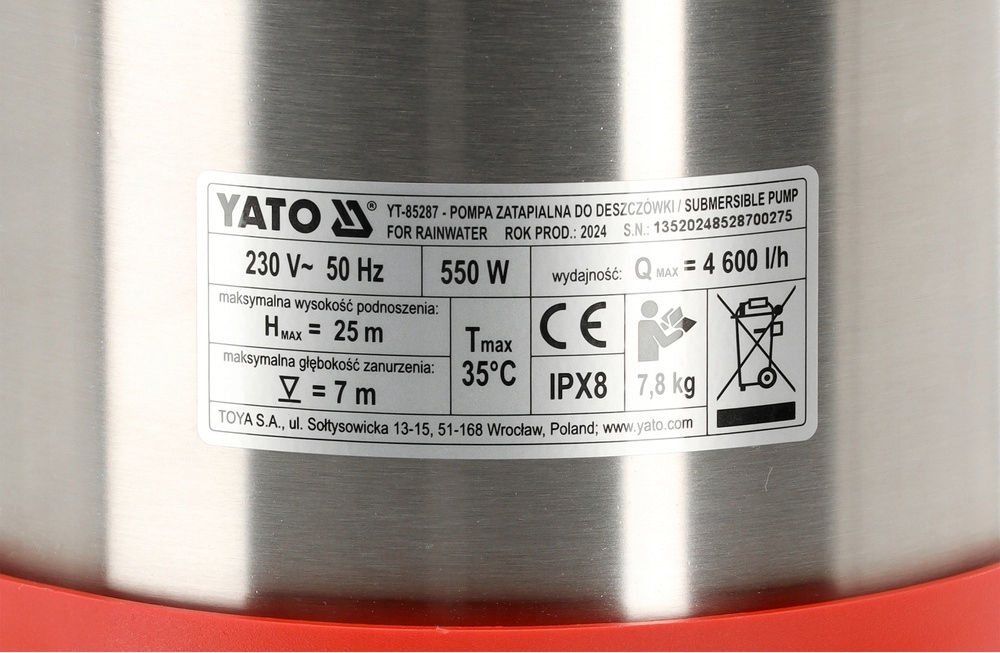 YATO® YT-85287 - POMPA ZATAPIALNA DO DESZCZÓWKI / SUBMERSIBLE PUMP
FOR RAINWATER ROK PROD.: 2024 S.N.: 13520248528700275
230 V~ 50 Hz
550 W
wydajność: Q MAX = 4 600 l/h
maksymalna wysokość podnoszenia:
HMAX = 25 m
maksymalna głębokość zanurzenia:
= 7 m
Tmax
35°C
CE
IPX8
7,8 kg
TOYA S.A., ul. Sołtysowicka 13-15, 51-168 Wrocław, Poland; www.yato.com